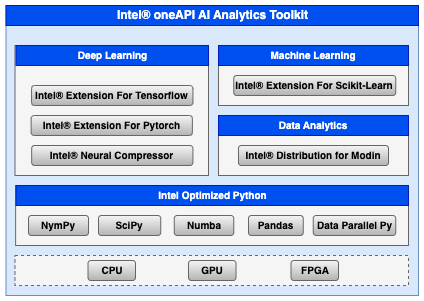 Intel® oneAPI AI Analytics Toolkit
Deep Learning
Intel® Extension For Tensorflow
Intel® Extension For Pytorch
Intel® Neural Compressor
Machine Learning
Intel® Extension For Scikit-Learn
Data Analytics
Intel® Distribution for Modin
Intel Optimized Python
NymPy SciPy Numba Pandas Data Parallel Py
CPU GPU FPGA